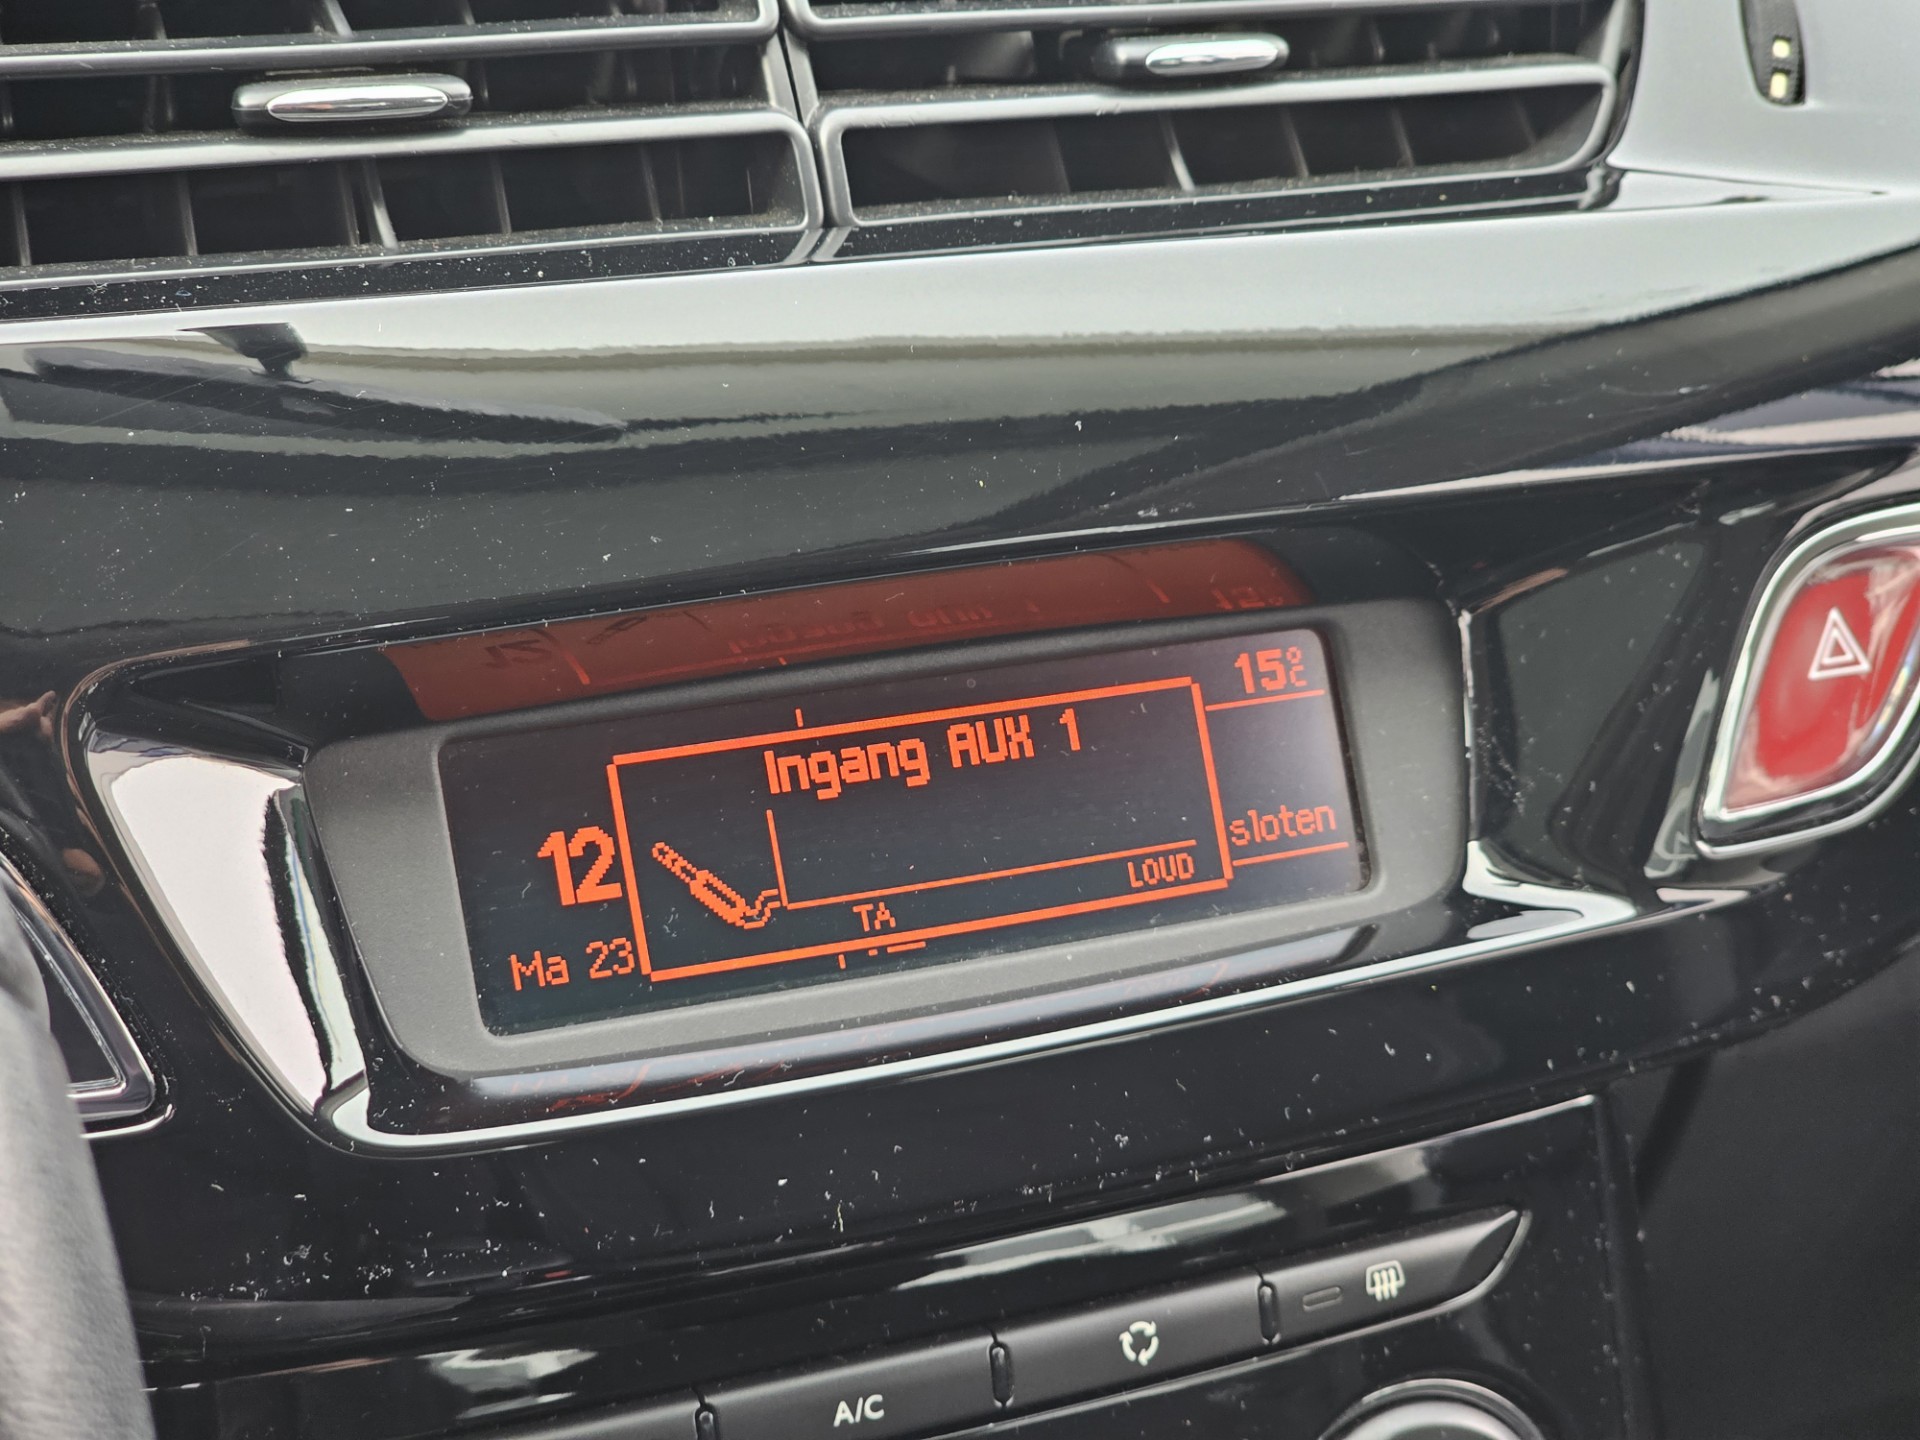 Ingang AUX 1
15°C
12
sloten
LOUD
TA
Ma 23
A/C